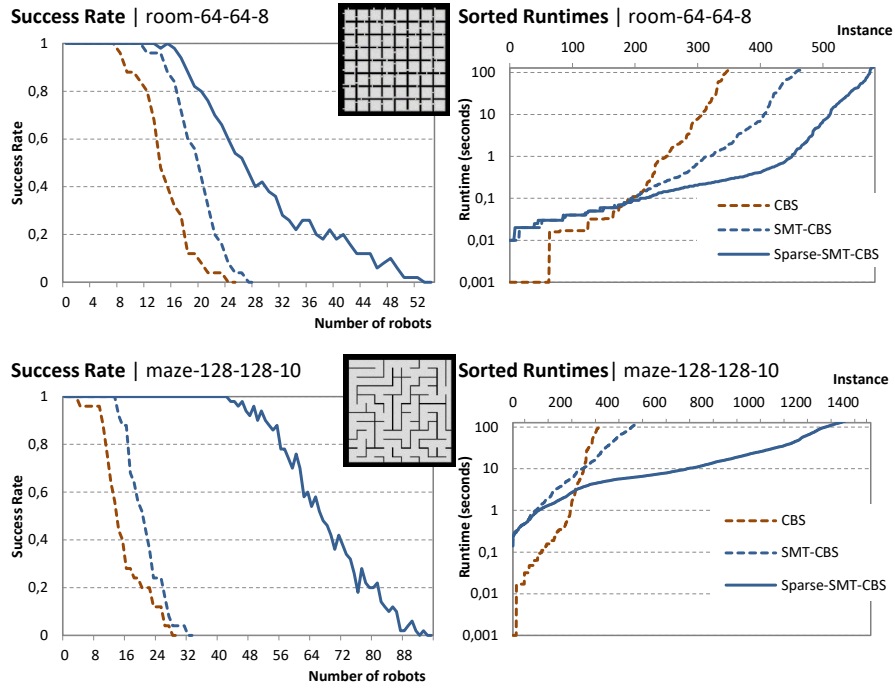 Success Rate | room-64-64-8
Success Rate
1
0,8
0,6
0,4
0,2
0
0 4 8 12 16 20 24 28 32 36 40 44 48 52
Number of robots
Sorted Runtimes | room-64-64-8
Instance
0 100 200 300 400 500
Runtime (seconds)
100
10
1
0,1
0,01
0,001
CBS
SMT-CBS
Sparse-SMT-CBS
Success Rate | maze-128-128-10
Success Rate
1
0,8
0,6
0,4
0,2
0
0 8 16 24 32 40 48 56 64 72 80 88
Number of robots
Sorted Runtimes| maze-128-128-10
Instance
0 200 400 600 800 1000 1200 1400
Runtime (seconds)
100
10
1
0,1
0,01
0,001
CBS
SMT-CBS
Sparse-SMT-CBS